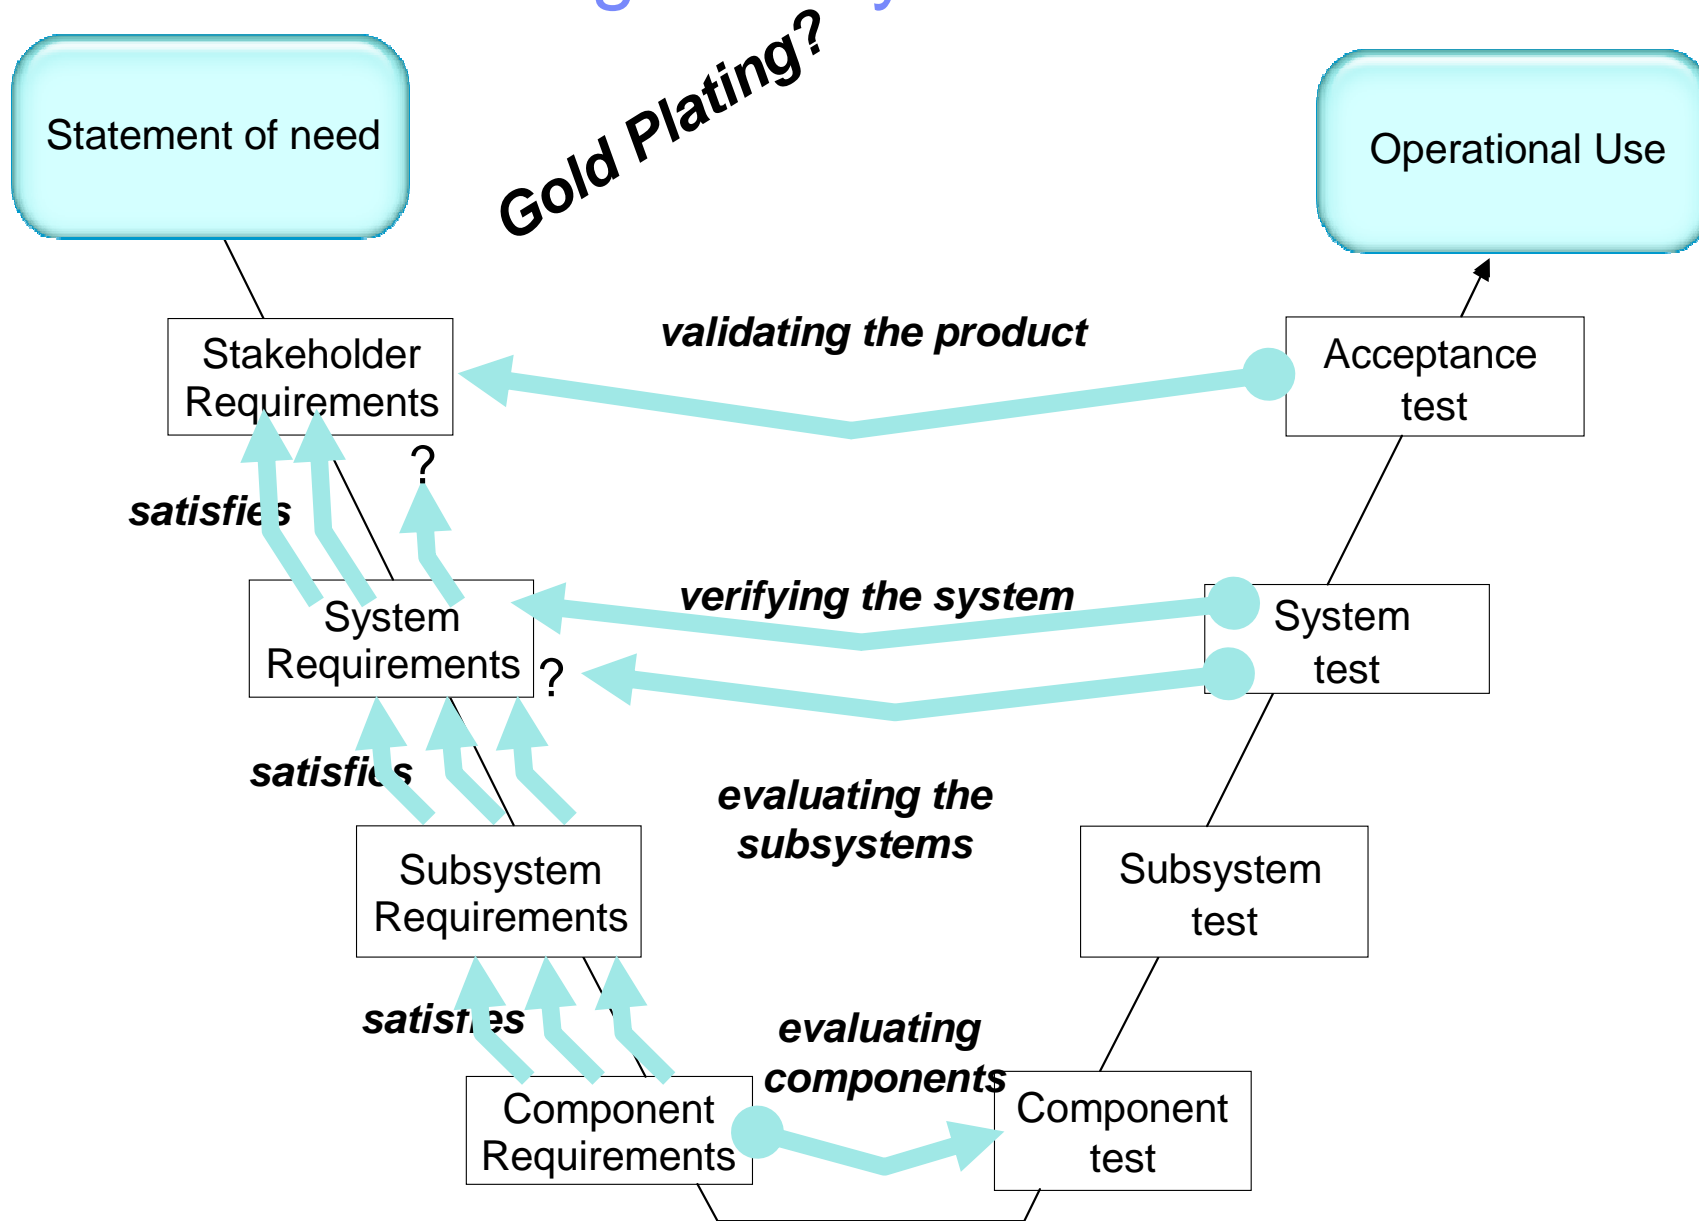 Gold Plating?
Statement of need
Operational Use
validating the product
Stakeholder
Requirements
Acceptance
test
?
satisfies
verifying the system
System
Requirements
?
System
test
satisfies
evaluating the
subsystems
Subsystem
Requirements
Subsystem
test
satisfies
evaluating
components
Component
Requirements
Component
test